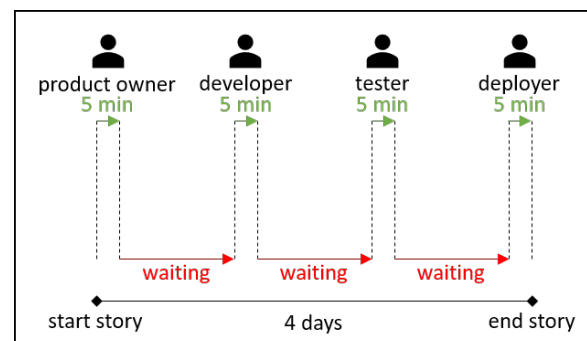 product owner developer tester deployer
5 min 5 min 5 min 5 min
waiting waiting waiting
start story 4 days end story